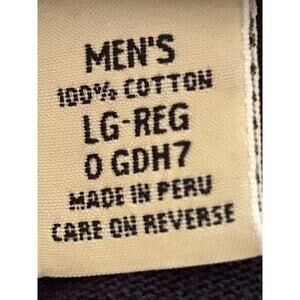 MEN'S
100% COTTON
LG-REG
0 GDH7
MADE IN PERU
CARE ON REVERSE